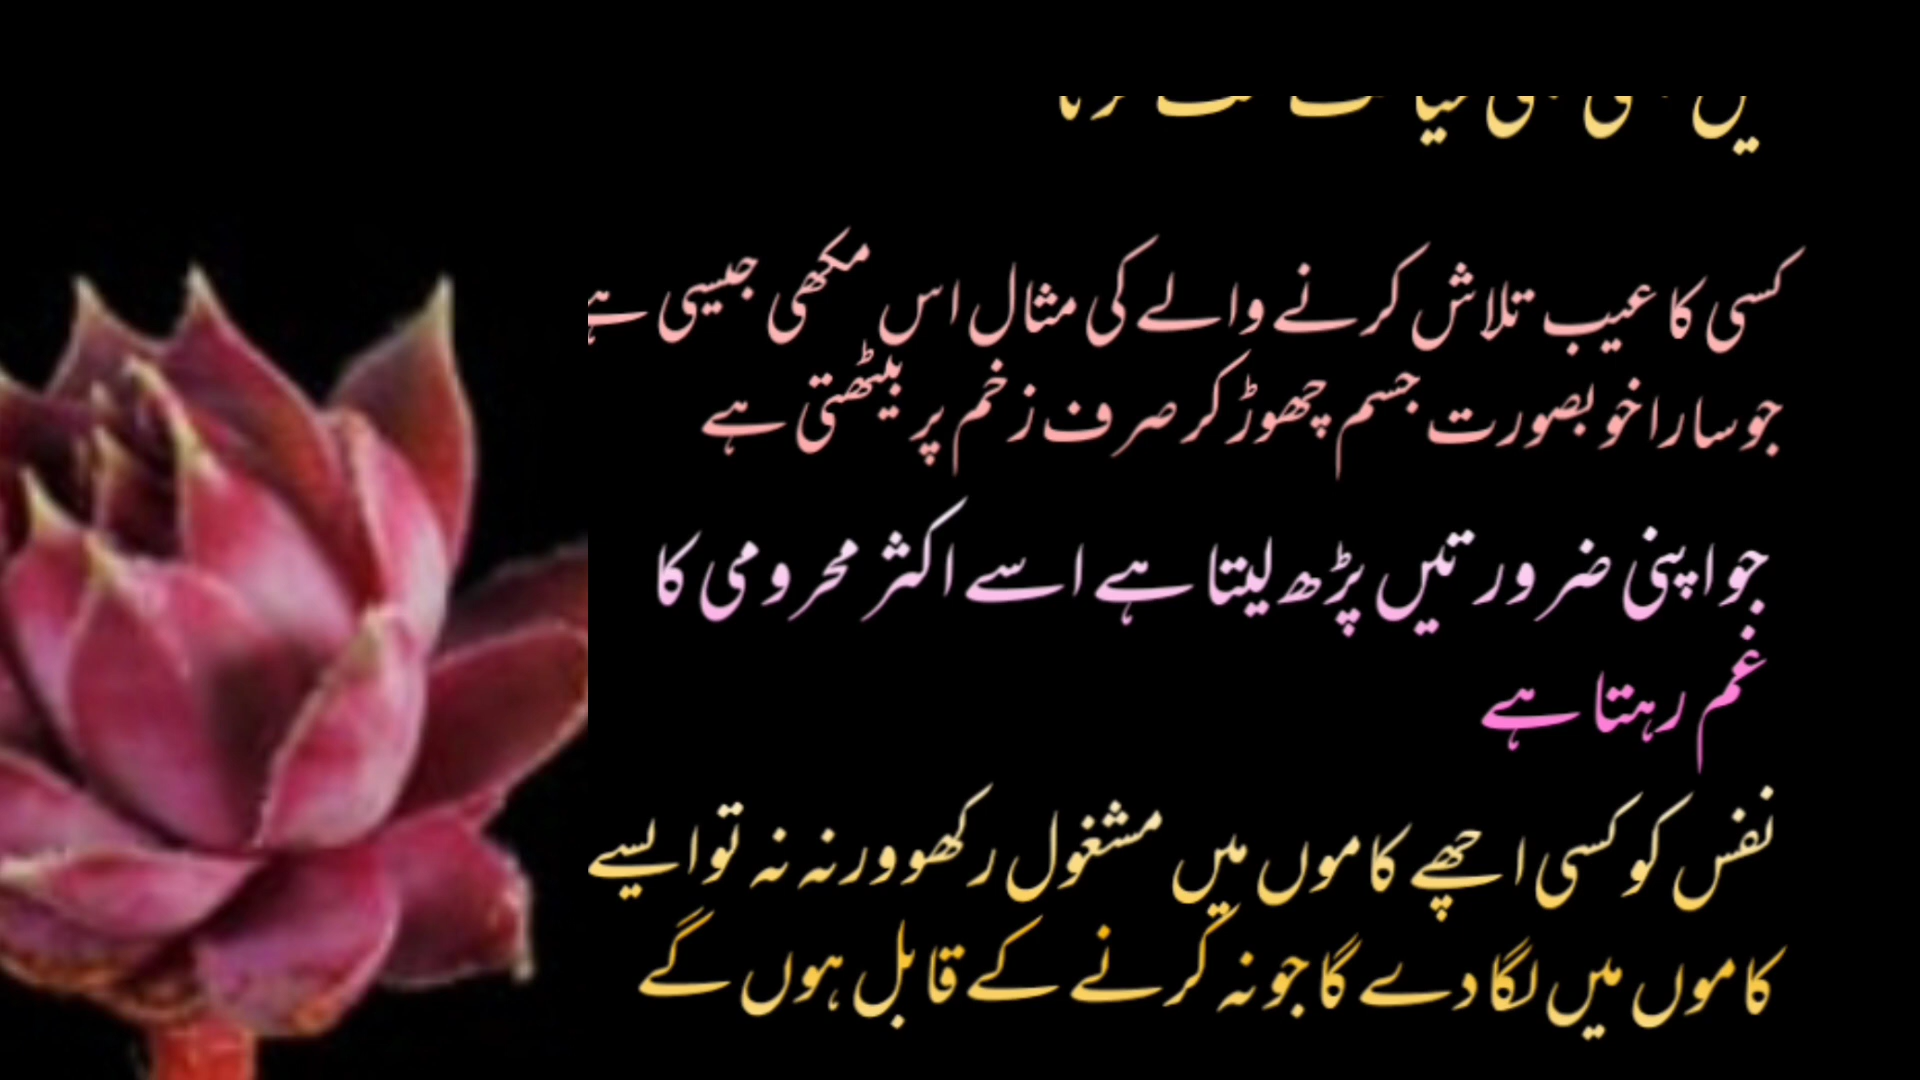 کسی کا عیب تلاش کرنے والے کی مثال اس مکھی جیسی ہے
جو سارا خوبصورت جسم چھوڑ کر صرف زخم پر بیٹھتی ہے
جو اپنی ضرورتیں پڑھ لیتا ہے اسے اکثر محرومی کا
غم رہتا ہے
نفس کو کسی اچھے کاموں میں مشغول رکھو ورنہ نہ تو ایسے
کاموں میں لگا دے گا جو نہ کرنے کے قابل ہوں گے